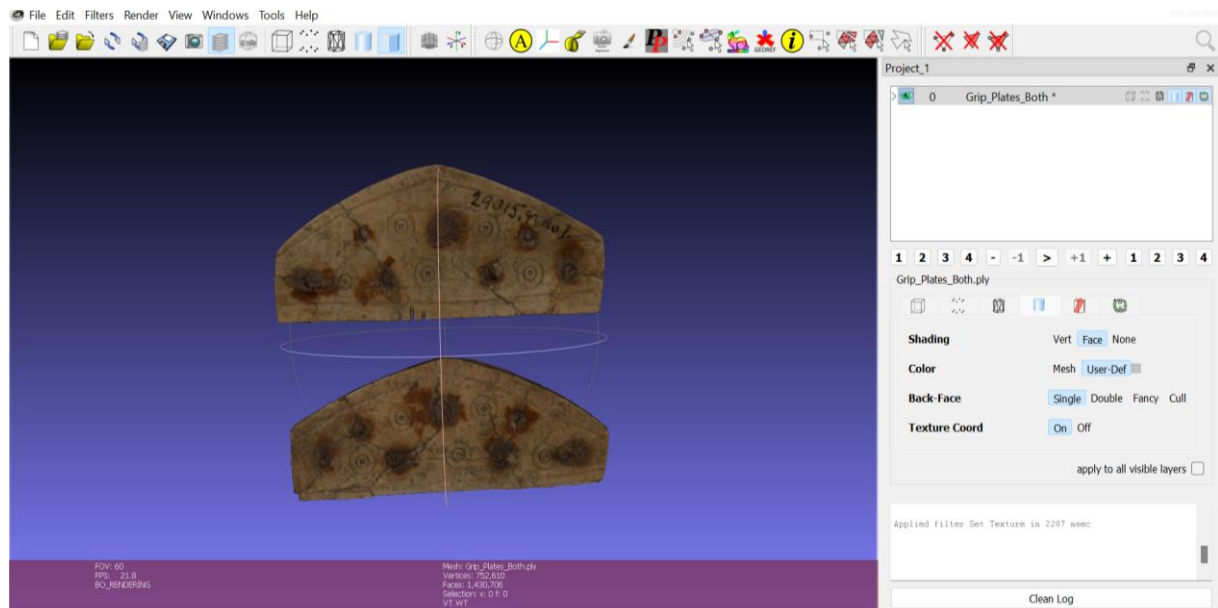 File Edit Filters Render View Windows Tools Help
Project_1
0 Grip_Plates_Both *
1 2 3 4 - -1 > +1 + 1 2 3 4
Grip_Plates_Both.ply
Shading Vert Face None
Color Mesh User-Def
Back-Face Single Double Fancy Cull
Texture Coord On Off
apply to all visible layers
Applied filter Set Texture in 2207 msec
Clean Log
FOV: 60
FPS: 21.8
BO_RENDERING
Mesh: Grip_Plates_Both.ply
Vertices: 752,610
Faces: 1,430,706
Selection: v: 0 f: 0
VT WT